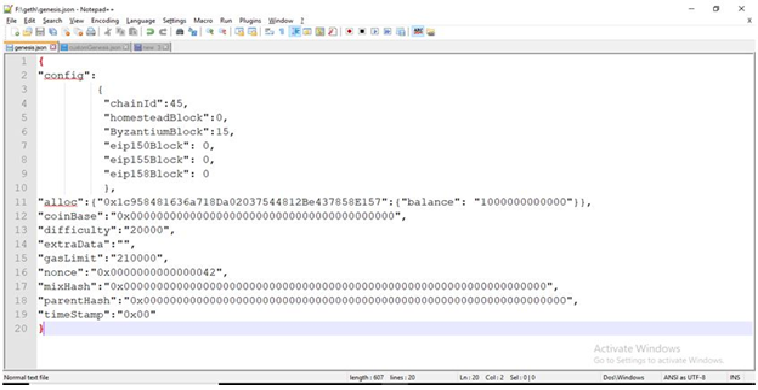 F:\geth\genesis.json - Notepad++
File Edit Search View Encoding Language Settings Macro Run Plugins Window ?
genesis.json customGenesis.json new 1
1 {
2 "config":
3 {
4 "chainId":45,
5 "homesteadBlock":0,
6 "ByzantiumBlock":15,
7 "eip150Block": 0,
8 "eip155Block": 0,
9 "eip158Block": 0
10 },
11 "alloc":{"0x1c958481636a718Da02037544812Be437858E157":{"balance": "1000000000000"}},
12 "coinBase":"0x0000000000000000000000000000000000000000",
13 "difficulty":"20000",
14 "extraData":"",
15 "gasLimit":"210000",
16 "nonce":"0x0000000000000042",
17 "mixHash":"0x0000000000000000000000000000000000000000000000000000000000000000",
18 "parentHash":"0x0000000000000000000000000000000000000000000000000000000000000000",
19 "timeStamp":"0x00"
20 }
Activate Windows
Go to Settings to activate Windows.
Normal text file length : 607 lines : 20 Ln : 20 Col : 2 Sel : 0 | 0 Dos\Windows ANSI as UTF-8 INS